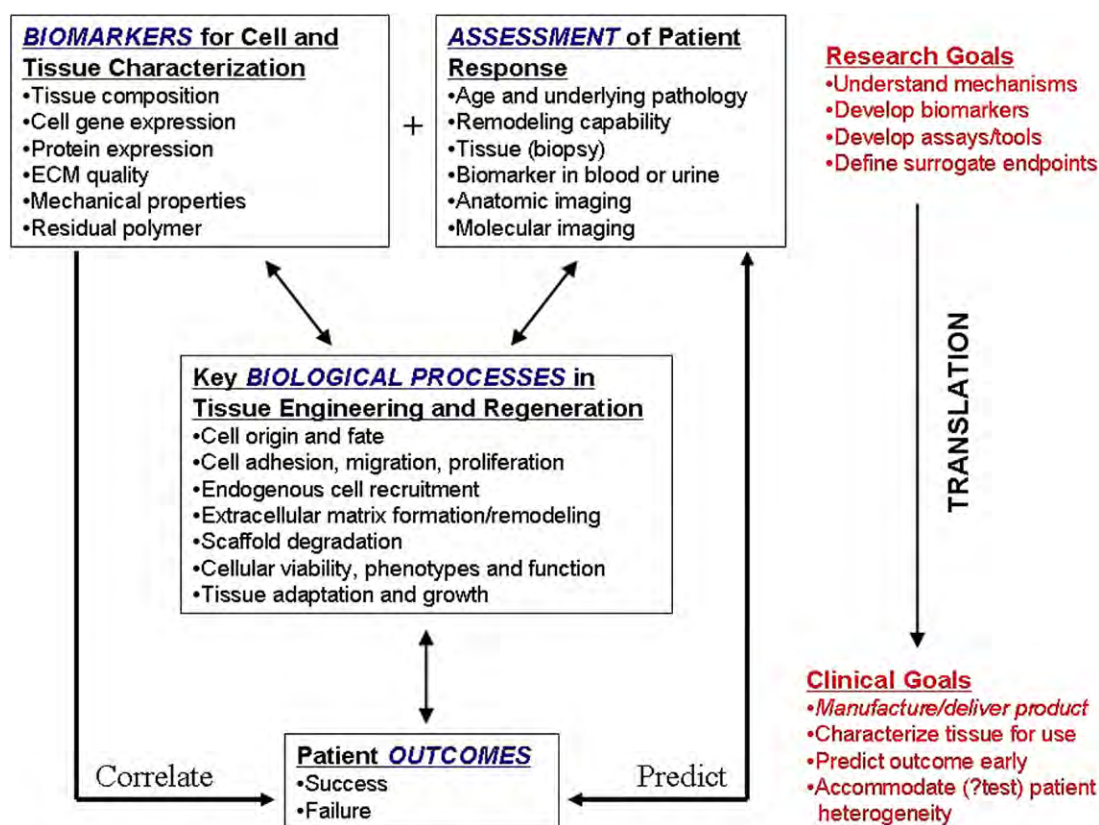 BIOMARKERS for Cell and
Tissue Characterization
•Tissue composition
•Cell gene expression
•Protein expression
•ECM quality
•Mechanical properties
•Residual polymer
+
ASSESSMENT of Patient
Response
•Age and underlying pathology
•Remodeling capability
•Tissue (biopsy)
•Biomarker in blood or urine
•Anatomic imaging
•Molecular imaging
Research Goals
•Understand mechanisms
•Develop biomarkers
•Develop assays/tools
•Define surrogate endpoints
Key BIOLOGICAL PROCESSES in
Tissue Engineering and Regeneration
•Cell origin and fate
•Cell adhesion, migration, proliferation
•Endogenous cell recruitment
•Extracellular matrix formation/remodeling
•Scaffold degradation
•Cellular viability, phenotypes and function
•Tissue adaptation and growth
TRANSLATION
Correlate
Patient OUTCOMES
•Success
•Failure
Predict
Clinical Goals
•Manufacture/deliver product
•Characterize tissue for use
•Predict outcome early
•Accommodate (?test) patient
heterogeneity